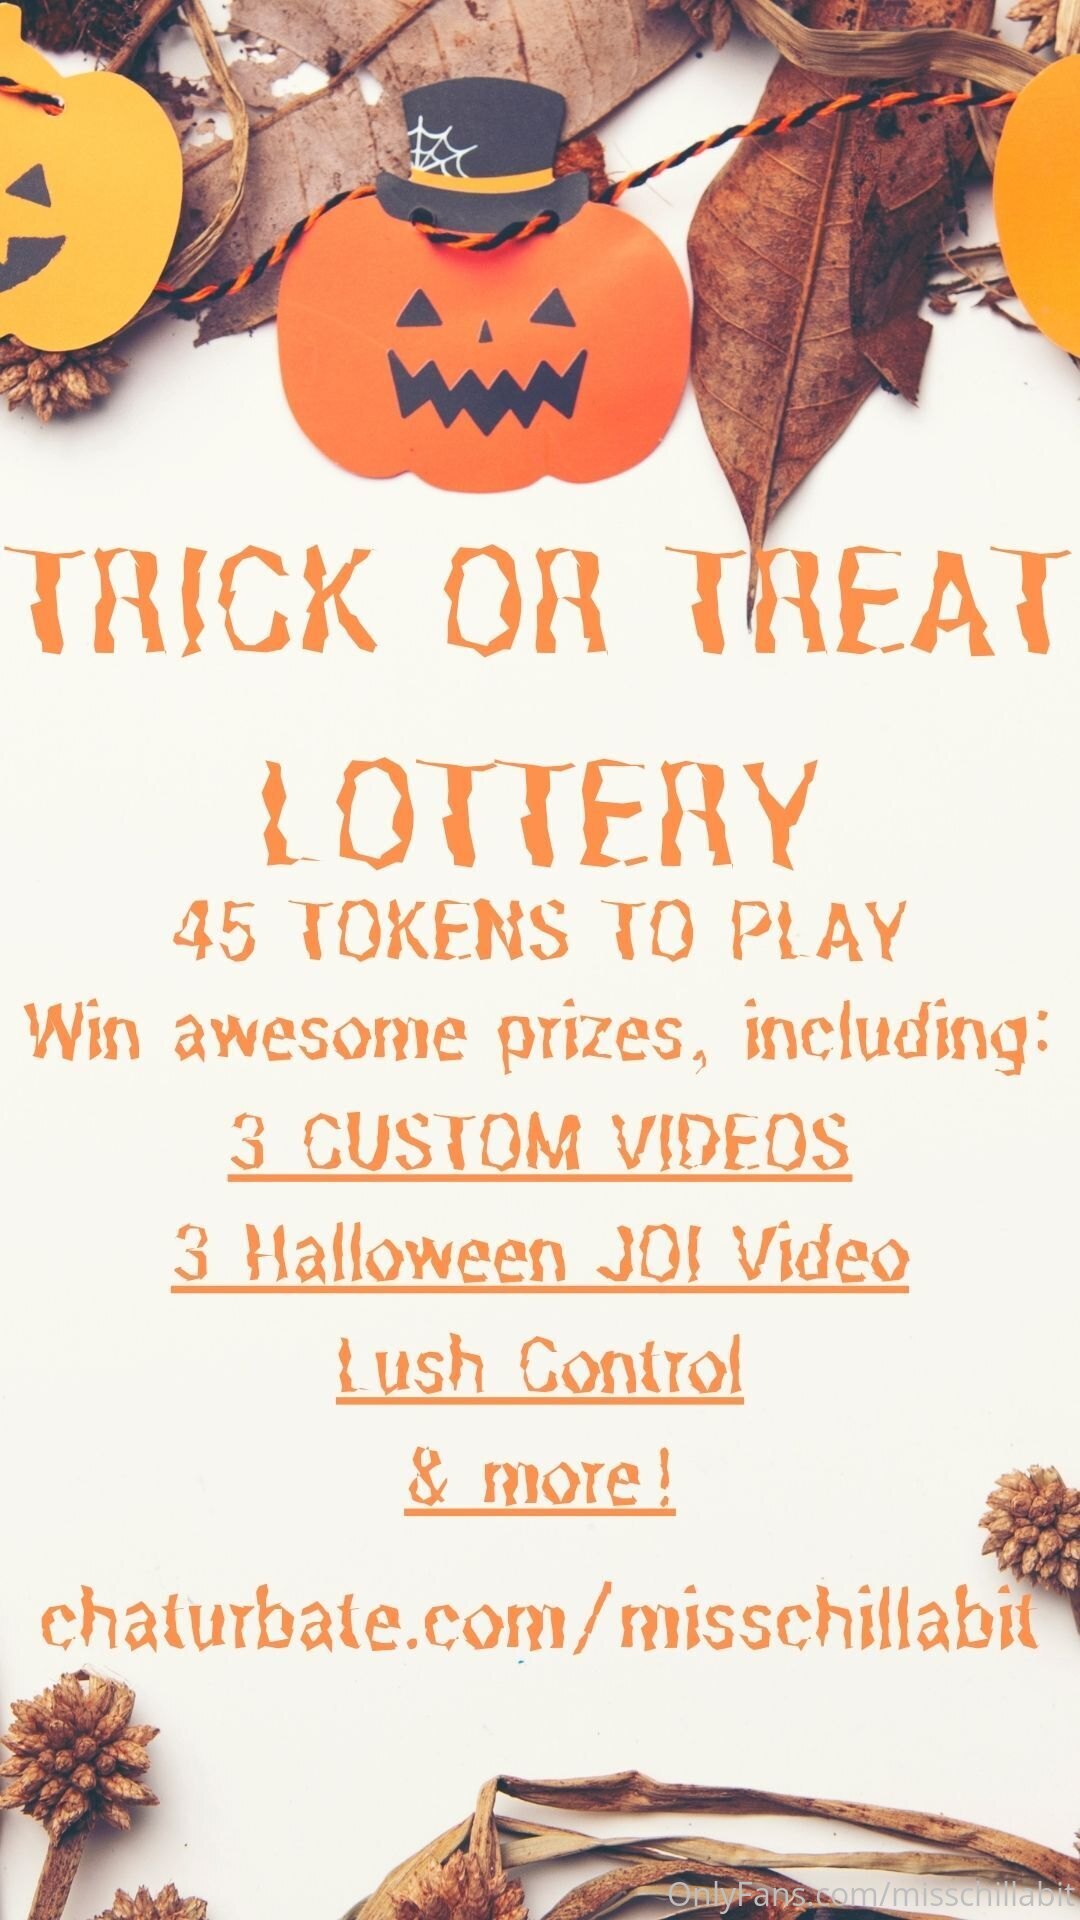 TRICK OR TREAT
LOTTERY
45 TOKENS TO PLAY
Win awesome prizes, including:
3 CUSTOM VIDEOS
3 Halloween JOI Video
Lush Control
& more!
chaturbate.com/misschillabit
OnlyFans.com/misschillabit